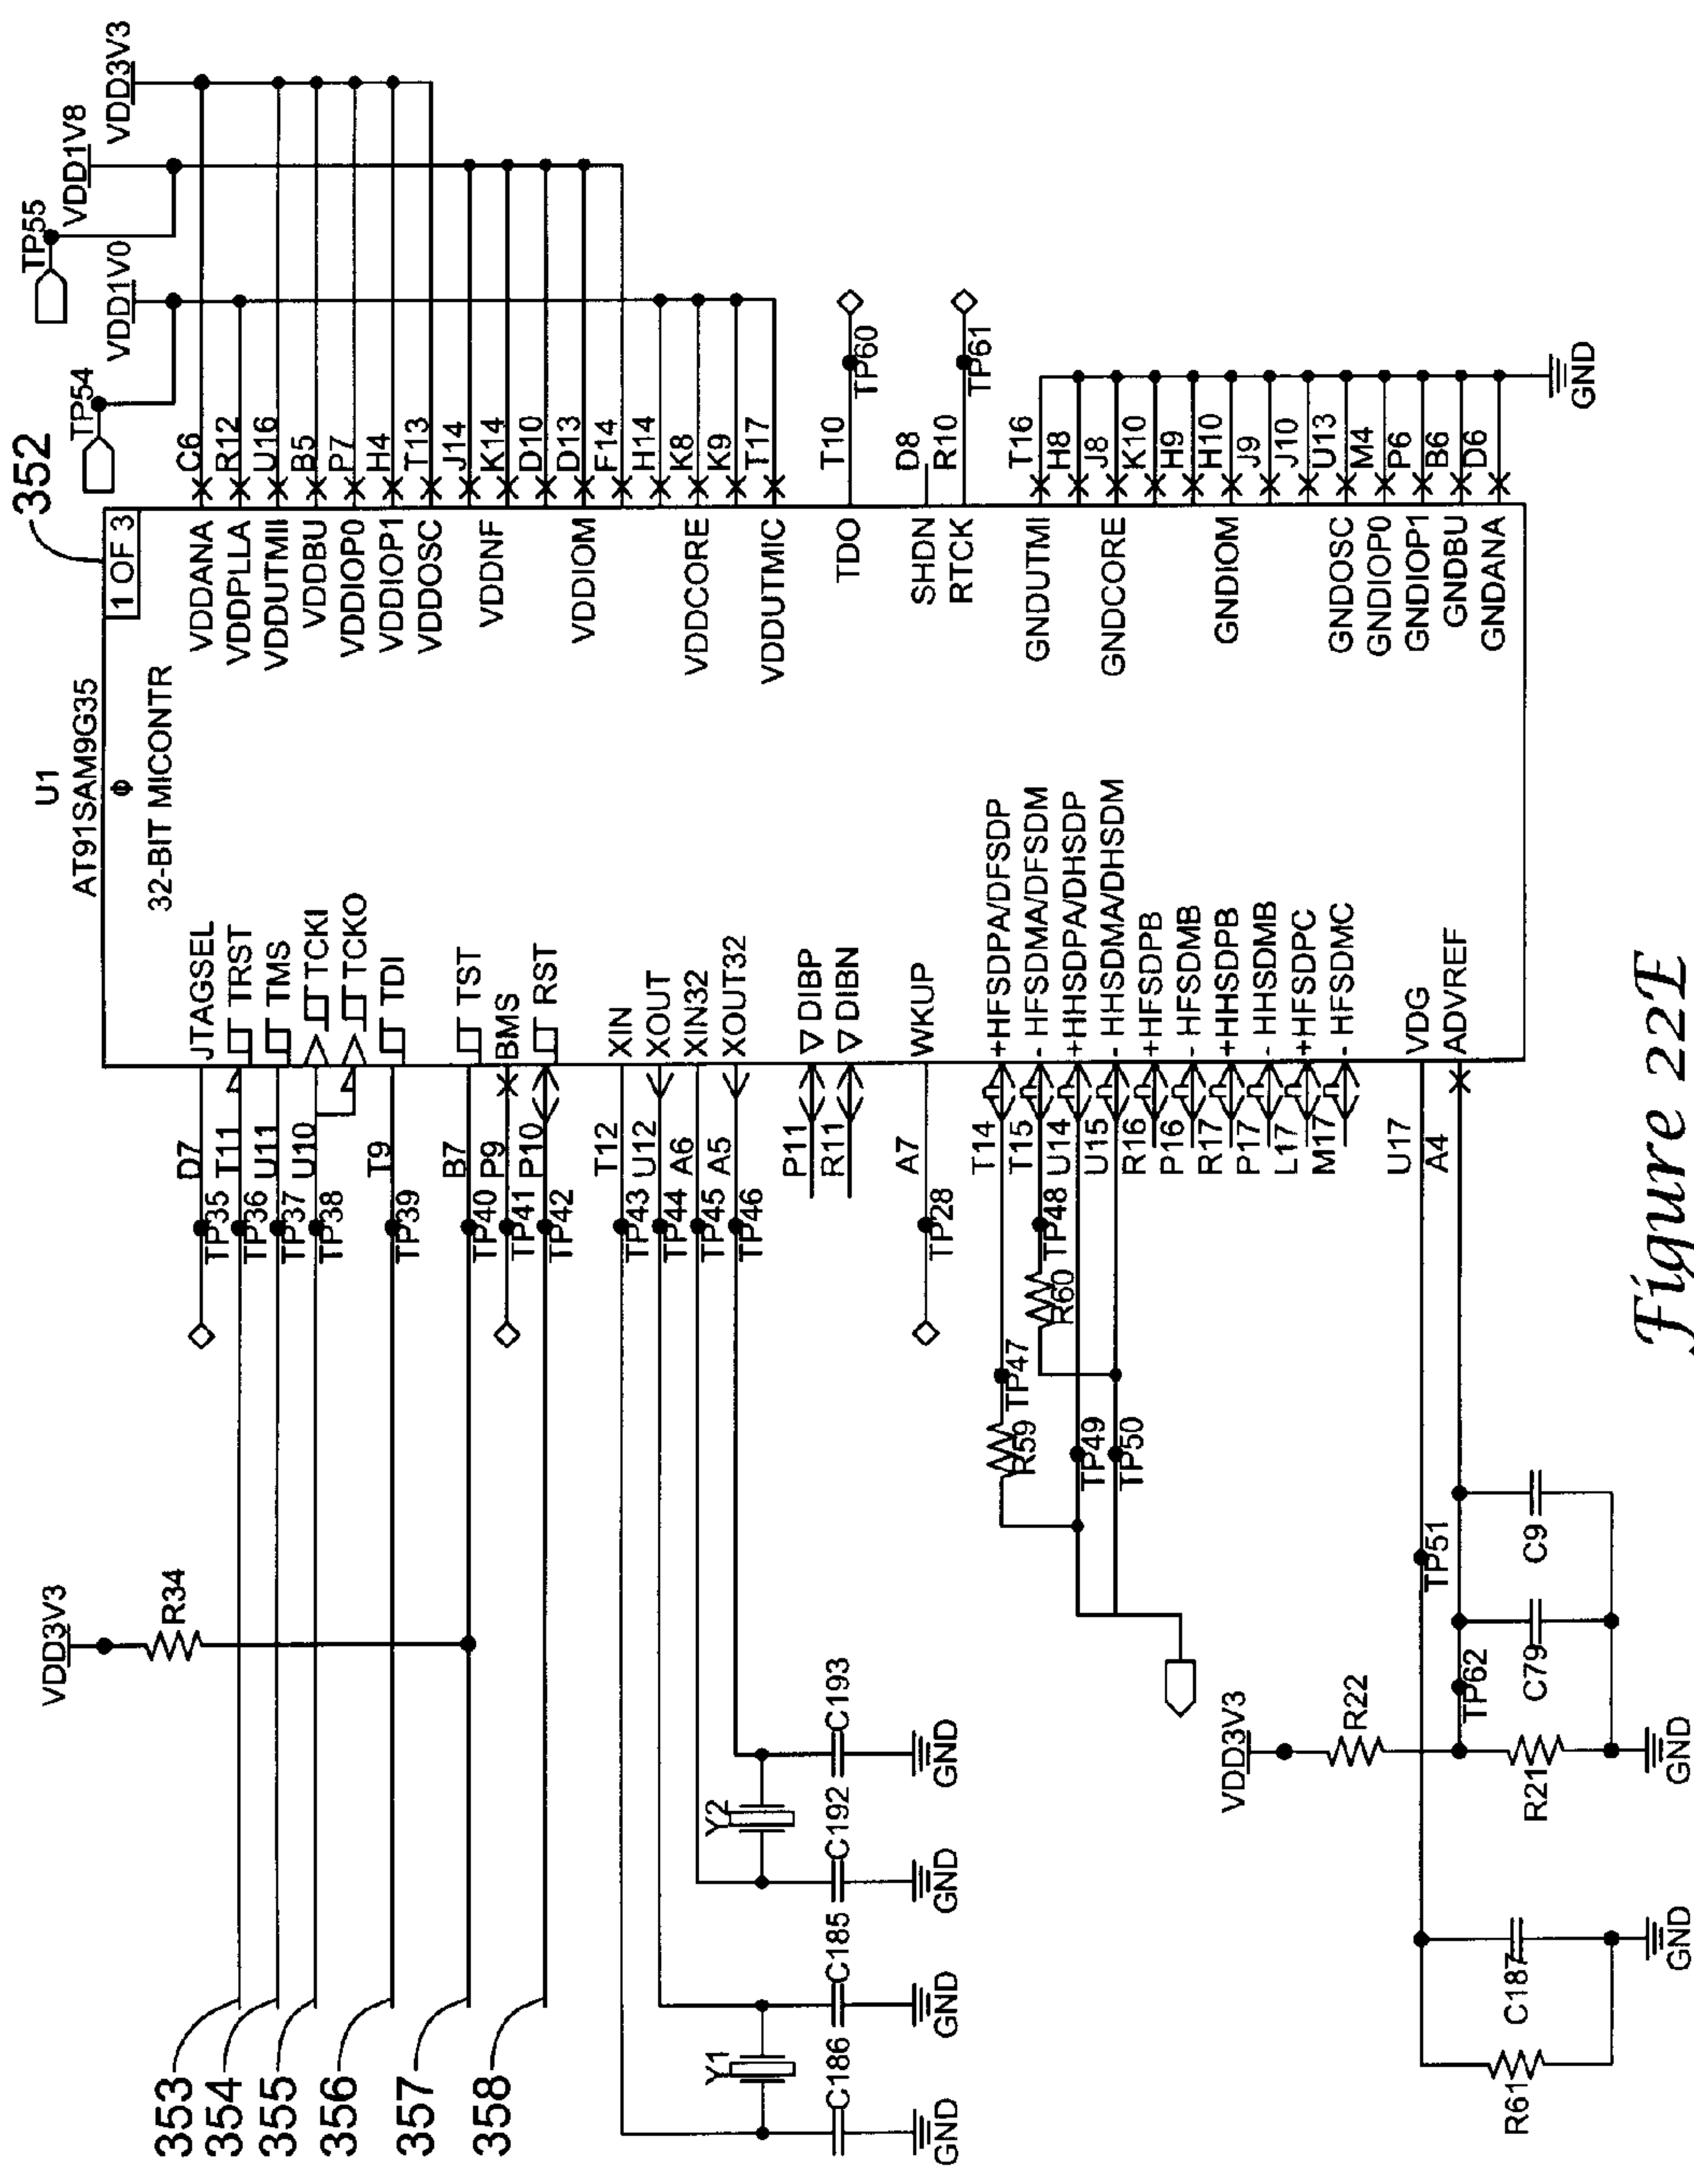 352
TP54
TP55
VDD1V0
VDD1V8
VDD3V3
U1
AT91SAM9G35
Φ
32-BIT MICONTR
1 OF 3
353
354
355
356
357
358
VDD3V3
R34
TP35 D7 JTAGSEL
TP36 T11 TRST
TP37 U11 TMS
TP38 U10 TCKI
TCKO
TP39 T9 TDI
TP40 B7 TST
TP41 P9 BMS
TP42 P10 RST
TP43 T12 XIN
TP44 U12 XOUT
TP45 A6 XIN32
TP46 A5 XOUT32
P11 DIBP
R11 DIBN
TP28 A7 WKUP
R59 TP47 T14 +HFSDPA/DFSDP
R60 TP48 T15 - HFSDMA/DFSDM
TP49 U14 +HHSDPA/DHSDP
TP50 U15 - HHSDMA/DHSDM
R16 +HFSDPB
P16 - HFSDMB
R17 +HHSDPB
P17 - HHSDMB
L17 +HFSDPC
M17 - HFSDMC
TP51 U17 VDG
TP62 A4 ADVREF
Y1
C186
C185
GND
GND
Y2
C192
C193
GND
GND
VDD3V3
R22
R21
C79
C9
GND
R61
C187
GND
VDDANA C6
VDDPLLA R12
VDDUTMII U16
VDDBU B5
VDDIOP0 P7
VDDIOP1 H4
VDDOSC T13
J14
VDDNF K14
D10
VDDIOM D13
F14
H14
VDDCORE K8
K9
VDDUTMIC T17
TDO T10 TP60
SHDN D8
RTCK R10 TP61
GNDUTMI T16
H8
GNDCORE J8
K10
H9
GNDIOM H10
J9
J10
GNDOSC U13
GNDIOP0 M4
GNDIOP1 P6
GNDBU B6
GNDANA D6
GND
Figure 22E